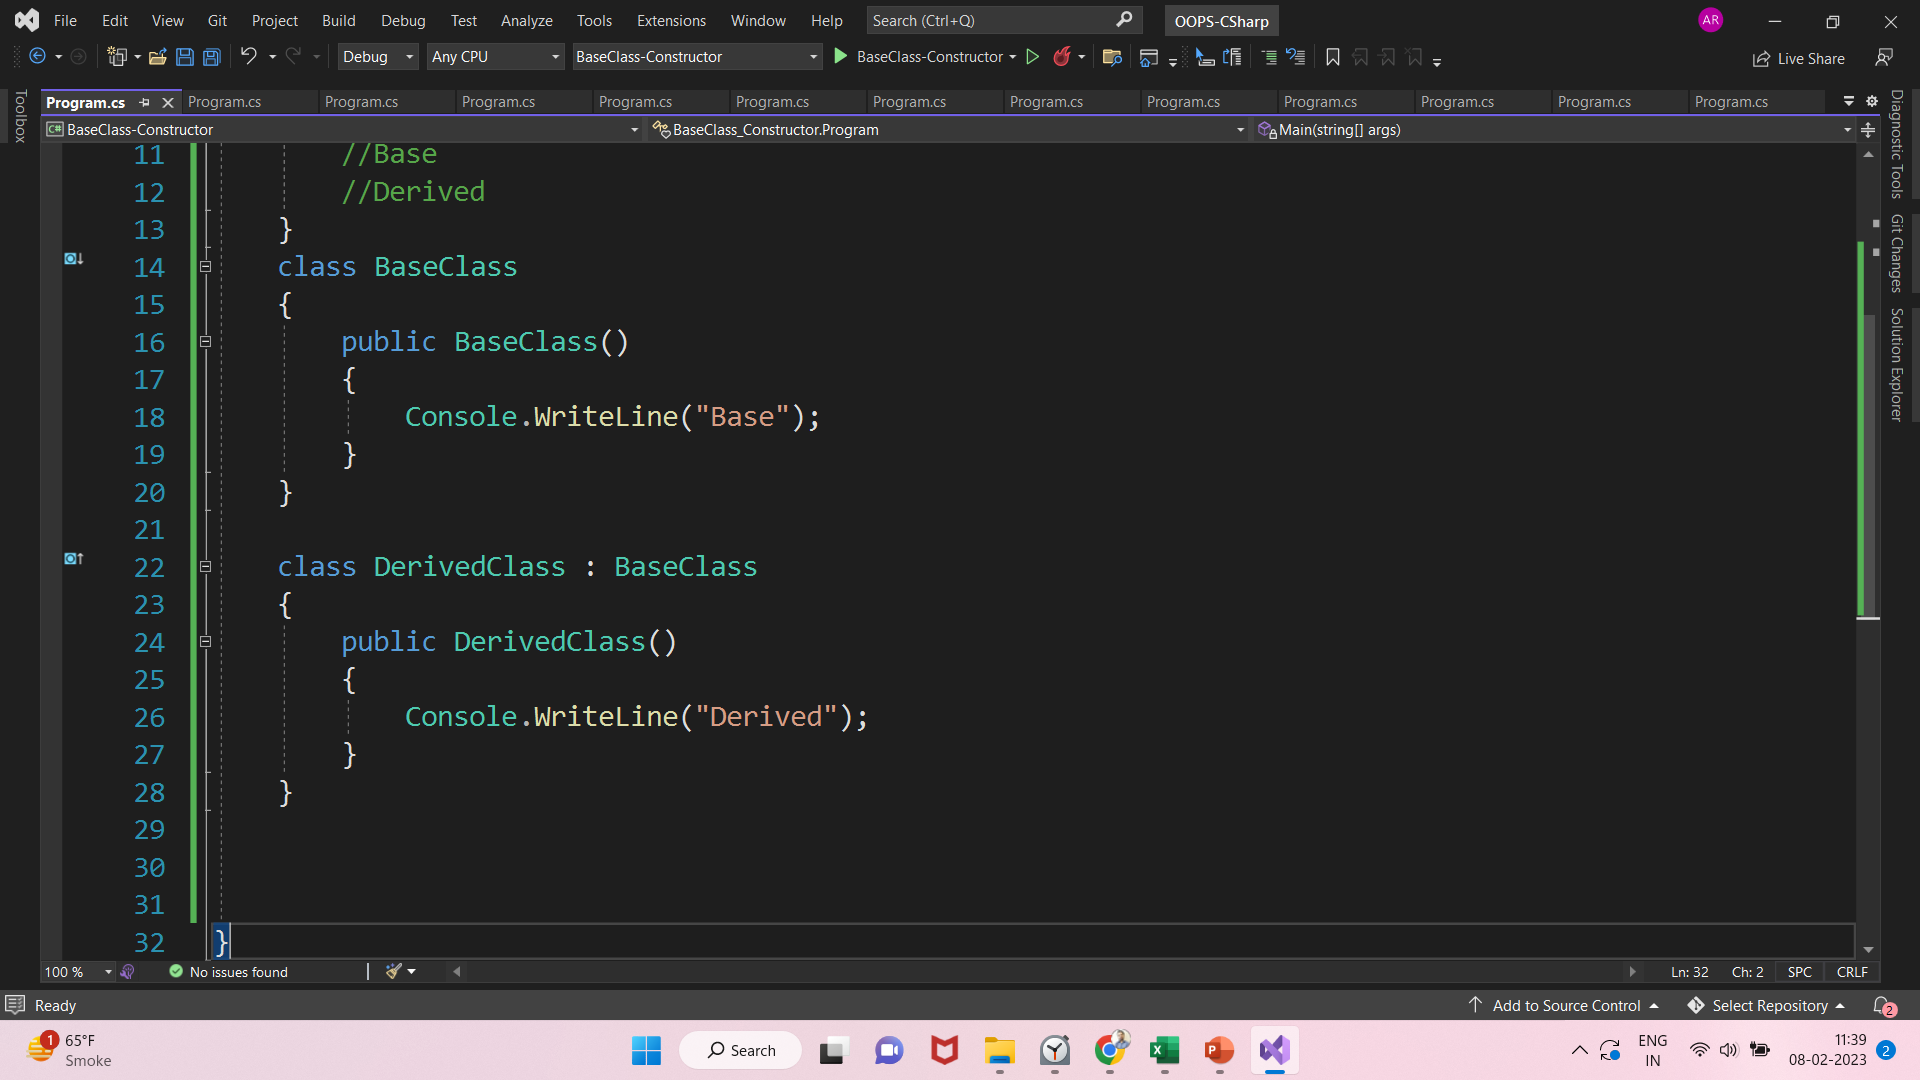 File Edit View Git Project Build Debug Test Analyze Tools Extensions Window Help Search (Ctrl+Q) OOPS-CSharp AR
Debug Any CPU BaseClass-Constructor BaseClass-Constructor Live Share
Toolbox
Program.cs Program.cs Program.cs Program.cs Program.cs Program.cs Program.cs Program.cs Program.cs Program.cs Program.cs Program.cs Program.cs
C# BaseClass-Constructor BaseClass_Constructor.Program Main(string[] args)
Diagnostic Tools
Git Changes
Solution Explorer
11 //Base
12 //Derived
13 }
14 class BaseClass
15 {
16 public BaseClass()
17 {
18 Console.WriteLine("Base");
19 }
20 }
21
22 class DerivedClass : BaseClass
23 {
24 public DerivedClass()
25 {
26 Console.WriteLine("Derived");
27 }
28 }
29
30
31
32 }
100 % No issues found Ln: 32 Ch: 2 SPC CRLF
Ready Add to Source Control Select Repository 2
1 65°F
Smoke
Search
ENG
IN
11:39
08-02-2023 2